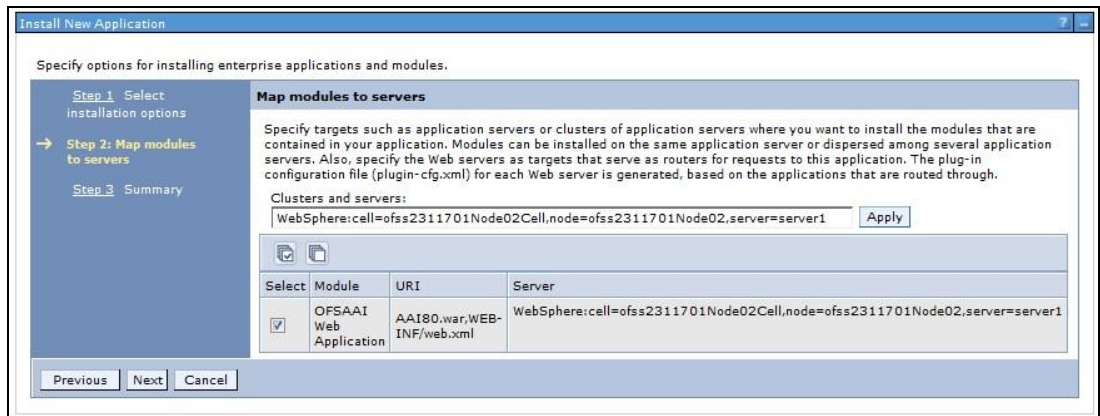 Install New Application
?
Specify options for installing enterprise applications and modules.
Step 1 Select
installation options
Step 2: Map modules
to servers
Step 3 Summary
Map modules to servers
Specify targets such as application servers or clusters of application servers where you want to install the modules that are
contained in your application. Modules can be installed on the same application server or dispersed among several application
servers. Also, specify the Web servers as targets that serve as routers for requests to this application. The plug-in
configuration file (plugin-cfg.xml) for each Web server is generated, based on the applications that are routed through.
Clusters and servers:
WebSphere:cell=ofss2311701Node02Cell,node=ofss2311701Node02,server=server1 Apply
Select Module URI Server
OFSAAI
Web
Application
AAI80.war,WEB-
INF/web.xml
WebSphere:cell=ofss2311701Node02Cell,node=ofss2311701Node02,server=server1
Previous Next Cancel